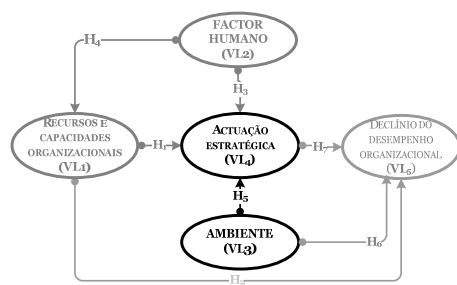 FACTOR
HUMANO
(VL2)
H4
H3
RECURSOS E
CAPACIDADES
ORGANIZACIONAIS
(VL1)
H1
ACTUAÇÃO
ESTRATÉGICA
(VL4)
H7
DECLÍNIO DO
DESEMPENHO
ORGANIZACIONAL
(VL5)
H5
AMBIENTE
(VL3)
H6